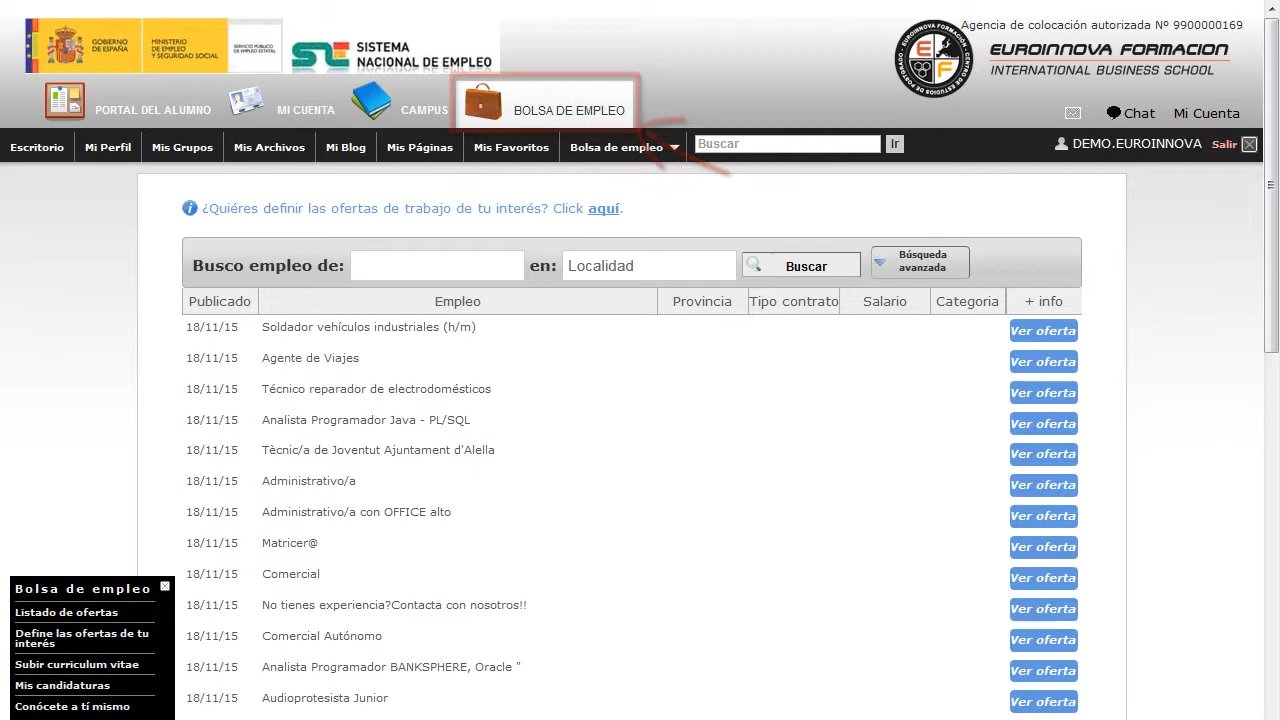 GOBIERNO
DE ESPAÑA
MINISTERIO
DE EMPLEO
Y SEGURIDAD SOCIAL
SERVICIO PÚBLICO
DE EMPLEO ESTATAL
SISTEMA
NACIONAL DE EMPLEO
Agencia de colocación autorizada Nº 9900000169
EUROINNOVA FORMACION
INTERNATIONAL BUSINESS SCHOOL
PORTAL DEL ALUMNO
MI CUENTA
CAMPUS
BOLSA DE EMPLEO
Chat
Mi Cuenta
Escritorio
Mi Perfil
Mis Grupos
Mis Archivos
Mi Blog
Mis Páginas
Mis Favoritos
Bolsa de empleo
Buscar
Ir
DEMO.EUROINNOVA
Salir
¿Quiéres definir las ofertas de trabajo de tu interés? Click aquí.
Busco empleo de:
en:
Localidad
Buscar
Búsqueda
avanzada
Publicado Empleo Provincia Tipo contrato Salario Categoria + info
18/11/15 Soldador vehículos industriales (h/m) Ver oferta
18/11/15 Agente de Viajes Ver oferta
18/11/15 Técnico reparador de electrodomésticos Ver oferta
18/11/15 Analista Programador Java - PL/SQL Ver oferta
18/11/15 Tècnic/a de Joventut Ajuntament d'Alella Ver oferta
18/11/15 Administrativo/a Ver oferta
18/11/15 Administrativo/a con OFFICE alto Ver oferta
18/11/15 Matricer@ Ver oferta
18/11/15 Comercial Ver oferta
18/11/15 No tienes experiencia?Contacta con nosotros!! Ver oferta
18/11/15 Comercial Autónomo Ver oferta
18/11/15 Analista Programador BANKSPHERE, Oracle " Ver oferta
18/11/15 Audioprotesista Junior Ver oferta
Bolsa de empleo
Listado de ofertas
Define las ofertas de tu
interés
Subir curriculum vitae
Mis candidaturas
Conócete a tí mismo